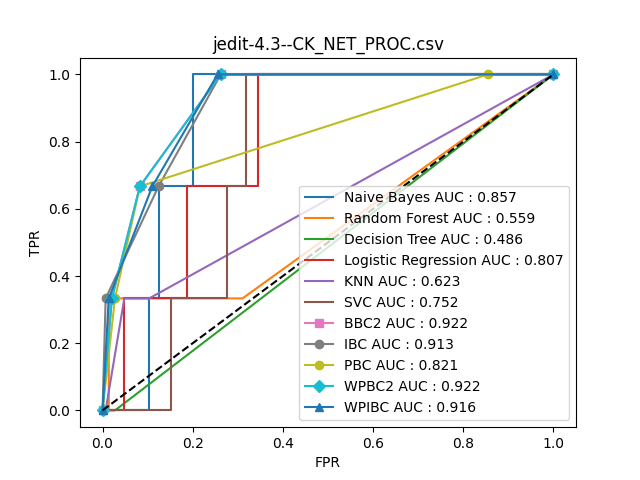 jedit-4.3--CK_NET_PROC.csv
1.0
0.8
0.6
0.4
0.2
0.0
TPR
Naive Bayes AUC : 0.857
Random Forest AUC : 0.559
Decision Tree AUC : 0.486
Logistic Regression AUC : 0.807
KNN AUC : 0.623
SVC AUC : 0.752
BBC2 AUC : 0.922
IBC AUC : 0.913
PBC AUC : 0.821
WPBC2 AUC : 0.922
WPIBC AUC : 0.916
0.0 0.2 0.4 0.6 0.8 1.0
FPR